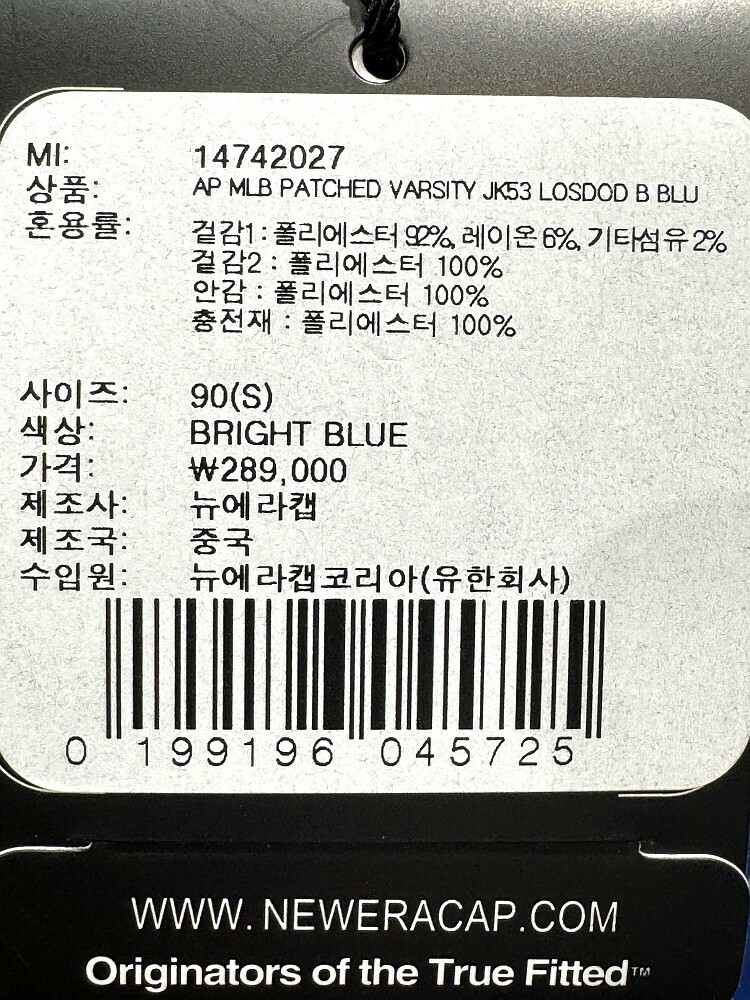 MI: 14742027
상품: AP MLB PATCHED VARSITY JK53 LOSDOD B BLU
혼용률: 겉감1 : 폴리에스터 92%, 레이온 6%, 기타섬유 2%
겉감2 : 폴리에스터 100%
안감 : 폴리에스터 100%
충전재 : 폴리에스터 100%
사이즈: 90(S)
색상: BRIGHT BLUE
가격: ₩289,000
제조사: 뉴에라캡
제조국: 중국
수입원: 뉴에라캡코리아(유한회사)
0 199196 045725
WWW.NEWERACAP.COM
Originators of the True Fitted™